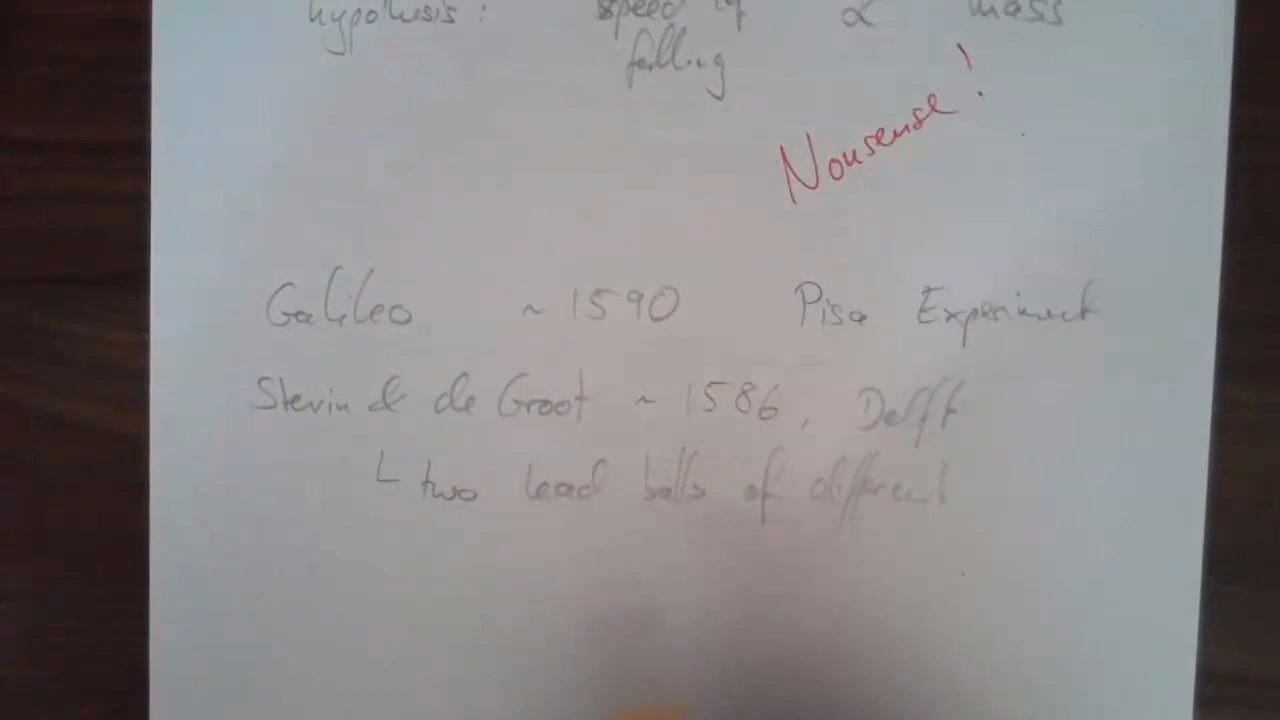 hypothesis: speed of ∝ mass
falling
Nonsense!
Galileo ~1590 Pisa Experiment
Stevin & de Groot ~ 1586, Delft
└ two lead balls of different